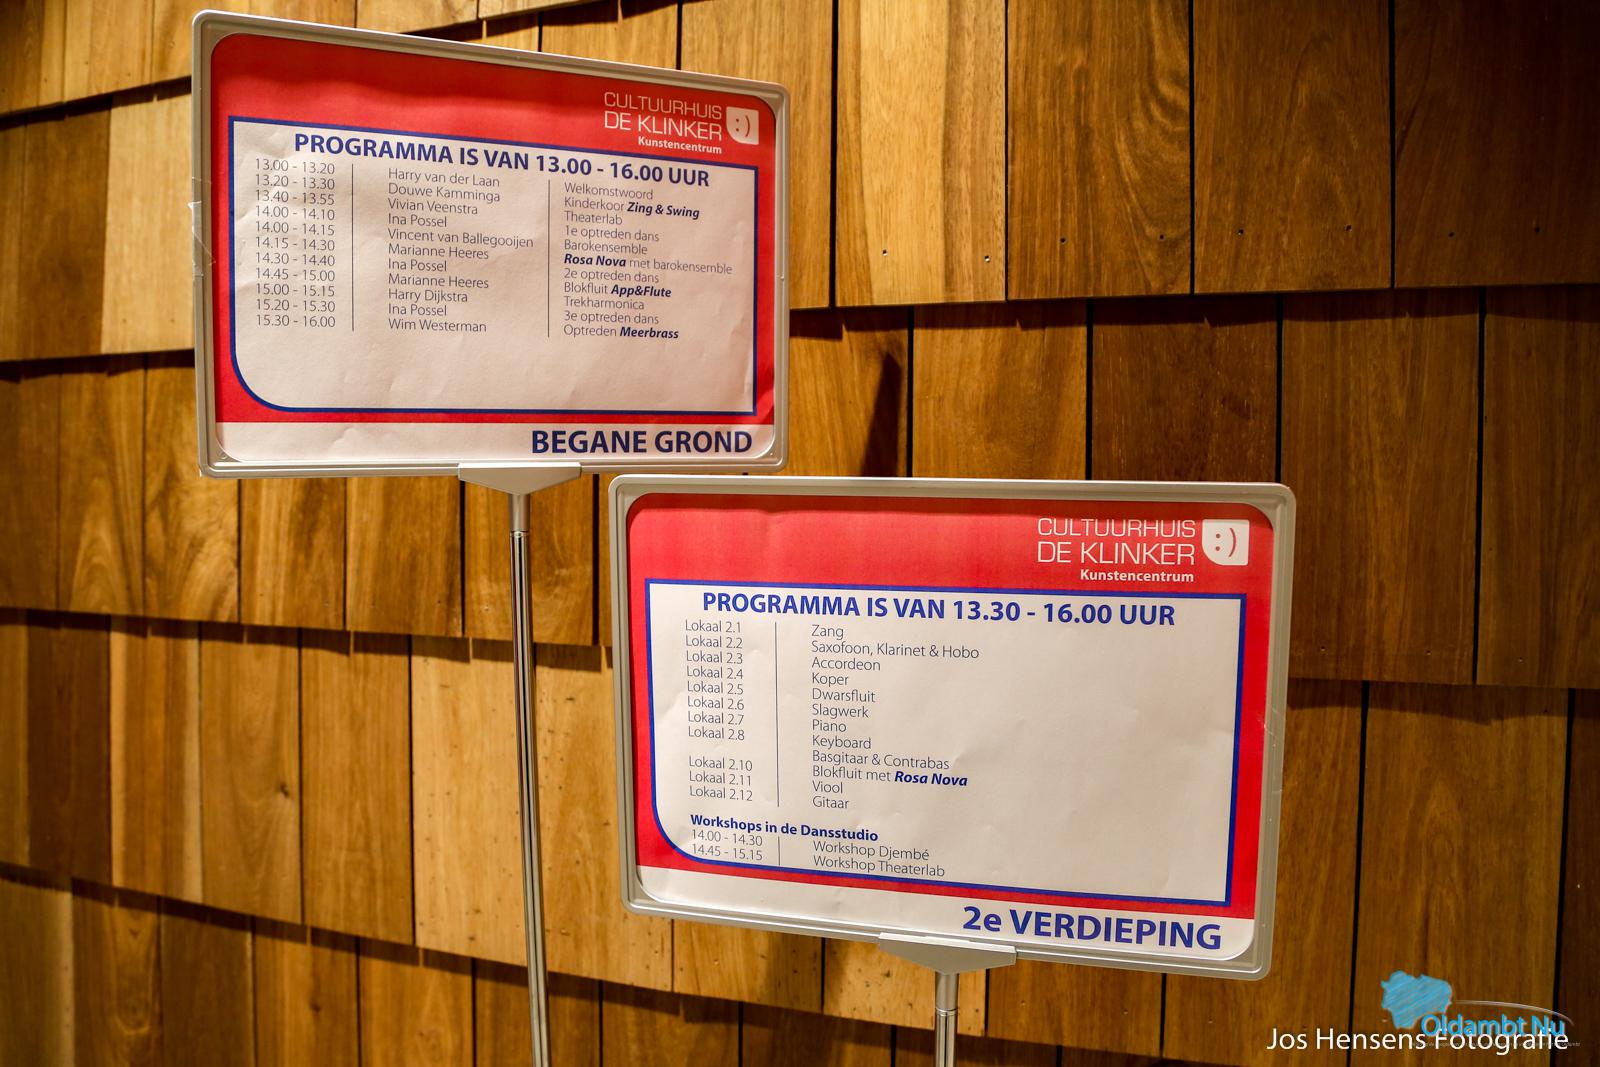 CULTUURHUIS
DE KLINKER
Kunstencentrum
PROGRAMMA IS VAN 13.00 - 16.00 UUR
13.00 - 13.20 Harry van der Laan Welkomstwoord
13.20 - 13.30 Douwe Kamminga Kinderkoor Zing & Swing
13.40 - 13.55 Vivian Veenstra Theaterlab
14.00 - 14.10 Ina Possel 1e optreden dans
14.00 - 14.15 Vincent van Ballegooijen Barokensemble
14.15 - 14.30 Marianne Heeres Rosa Nova met barokensemble
14.30 - 14.40 Ina Possel 2e optreden dans
14.45 - 15.00 Marianne Heeres Blokfluit App&Flute
15.00 - 15.15 Harry Dijkstra Trekharmonica
15.20 - 15.30 Ina Possel 3e optreden dans
15.30 - 16.00 Wim Westerman Optreden Meerbrass
BEGANE GROND
CULTUURHUIS
DE KLINKER
Kunstencentrum
PROGRAMMA IS VAN 13.30 - 16.00 UUR
Lokaal 2.1 Zang
Lokaal 2.2 Saxofoon, Klarinet & Hobo
Lokaal 2.3 Accordeon
Lokaal 2.4 Koper
Lokaal 2.5 Dwarsfluit
Lokaal 2.6 Slagwerk
Lokaal 2.7 Piano
Lokaal 2.8 Keyboard
Basgitaar & Contrabas
Lokaal 2.10 Blokfluit met Rosa Nova
Lokaal 2.11 Viool
Lokaal 2.12 Gitaar
Workshops in de Dansstudio
14.00 - 14.30 Workshop Djembé
14.45 - 15.15 Workshop Theaterlab
2e VERDIEPING
Oldambt Nu
Jos Hensens Fotografie